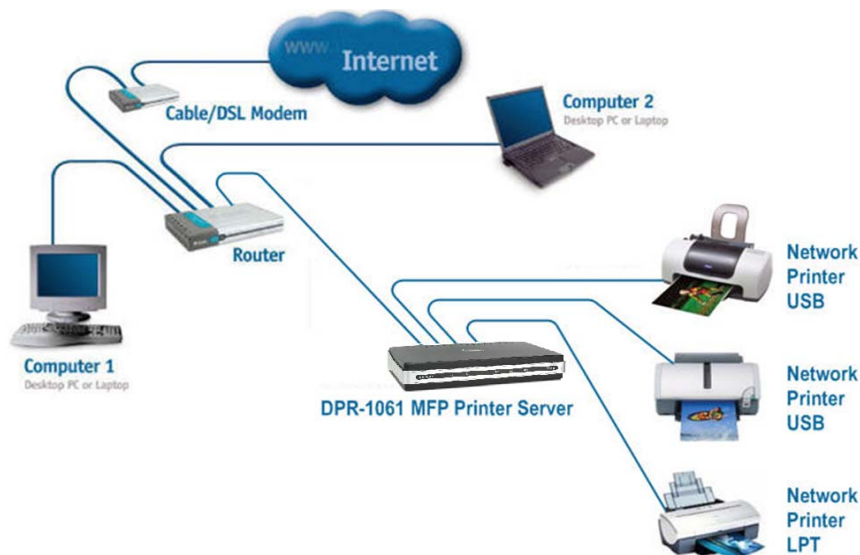 www.
Internet
Cable/DSL Modem
Computer 2
Desktop PC or Laptop
Router
Network
Printer
USB
Computer 1
Desktop PC or Laptop
DPR-1061 MFP Printer Server
Network
Printer
USB
Network
Printer
LPT